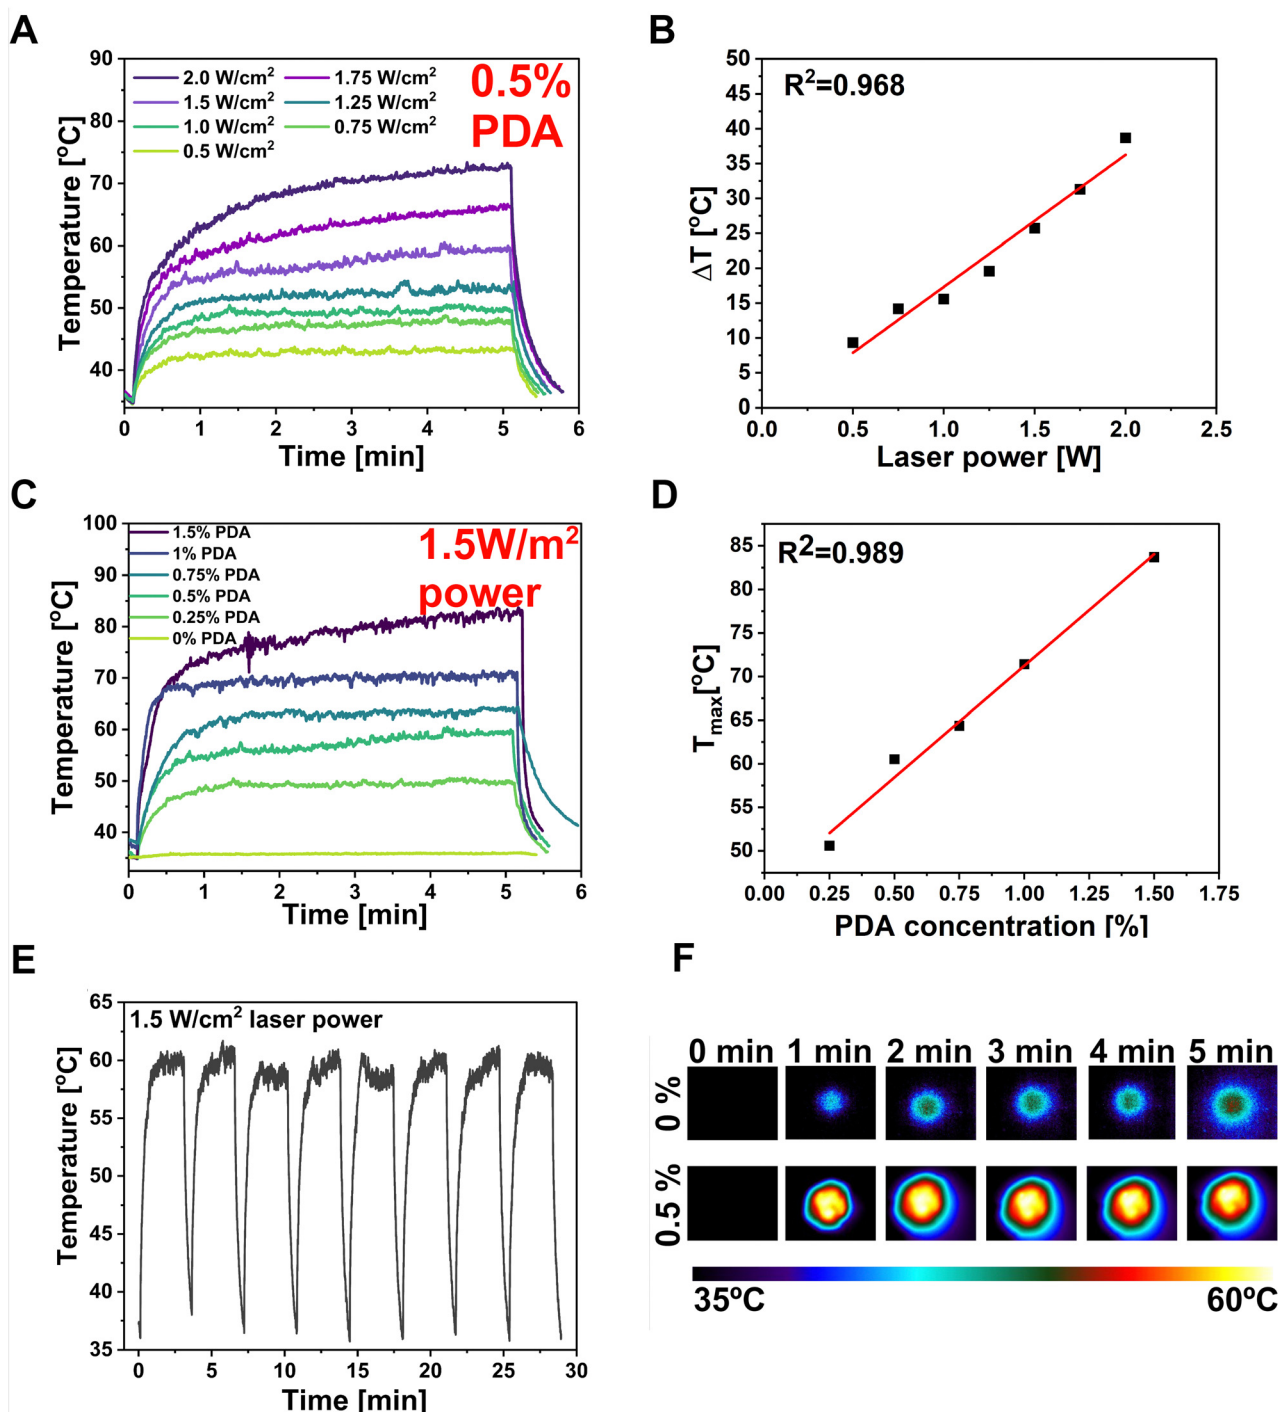 A
90
80
70
60
50
40
Temperature [ºC]
2.0 W/cm² 1.75 W/cm²
1.5 W/cm² 1.25 W/cm²
1.0 W/cm² 0.75 W/cm²
0.5 W/cm²
0.5%
PDA
0 1 2 3 4 5 6
Time [min]
B
50
45
40
35
30
25
20
15
10
5
0
ΔT [ºC]
R²=0.968
0.0 0.5 1.0 1.5 2.0 2.5
Laser power [W]
C
100
90
80
70
60
50
40
Temperature [ºC]
1.5% PDA
1% PDA
0.75% PDA
0.5% PDA
0.25% PDA
0% PDA
1.5W/m²
power
0 1 2 3 4 5 6
Time [min]
D
85
80
75
70
65
60
55
50
Tmax[ºC]
R²=0.989
0.00 0.25 0.50 0.75 1.00 1.25 1.50 1.75
PDA concentration [%]
E
65
60
55
50
45
40
35
Temperature [ºC]
1.5 W/cm² laser power
0 5 10 15 20 25 30
Time [min]
F
0 min 1 min 2 min 3 min 4 min 5 min
0 %
0.5 %
35ºC 60ºC